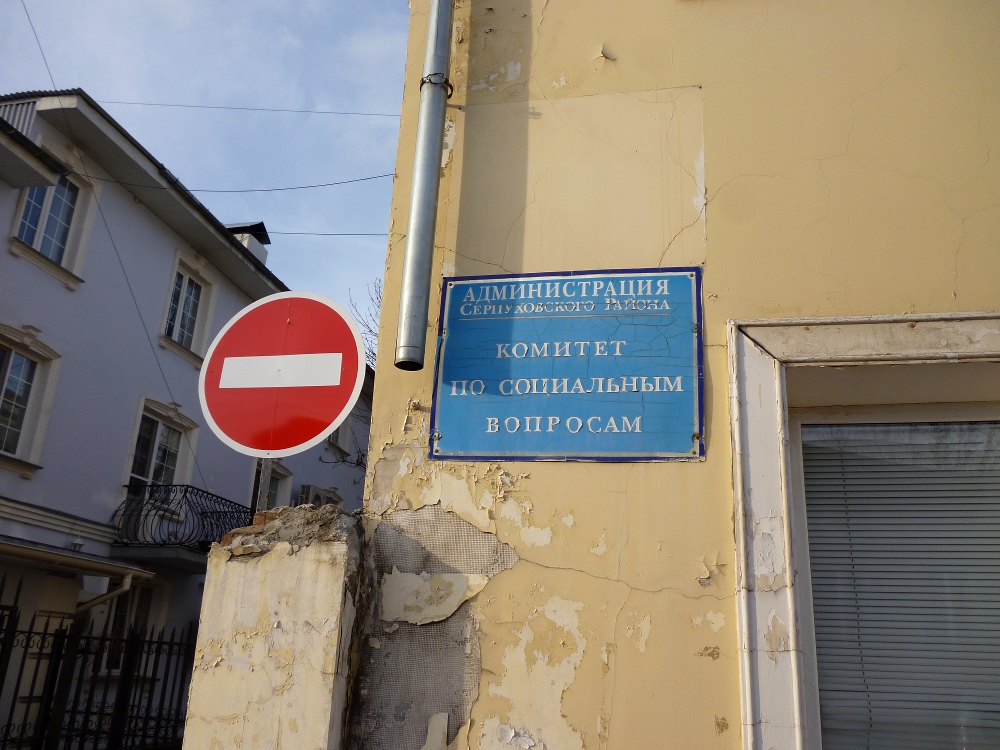 АДМИНИСТРАЦИЯ
СЕРПУХОВСКОГО РАЙОНА
КОМИТЕТ
ПО СОЦИАЛЬНЫМ
ВОПРОСАМ